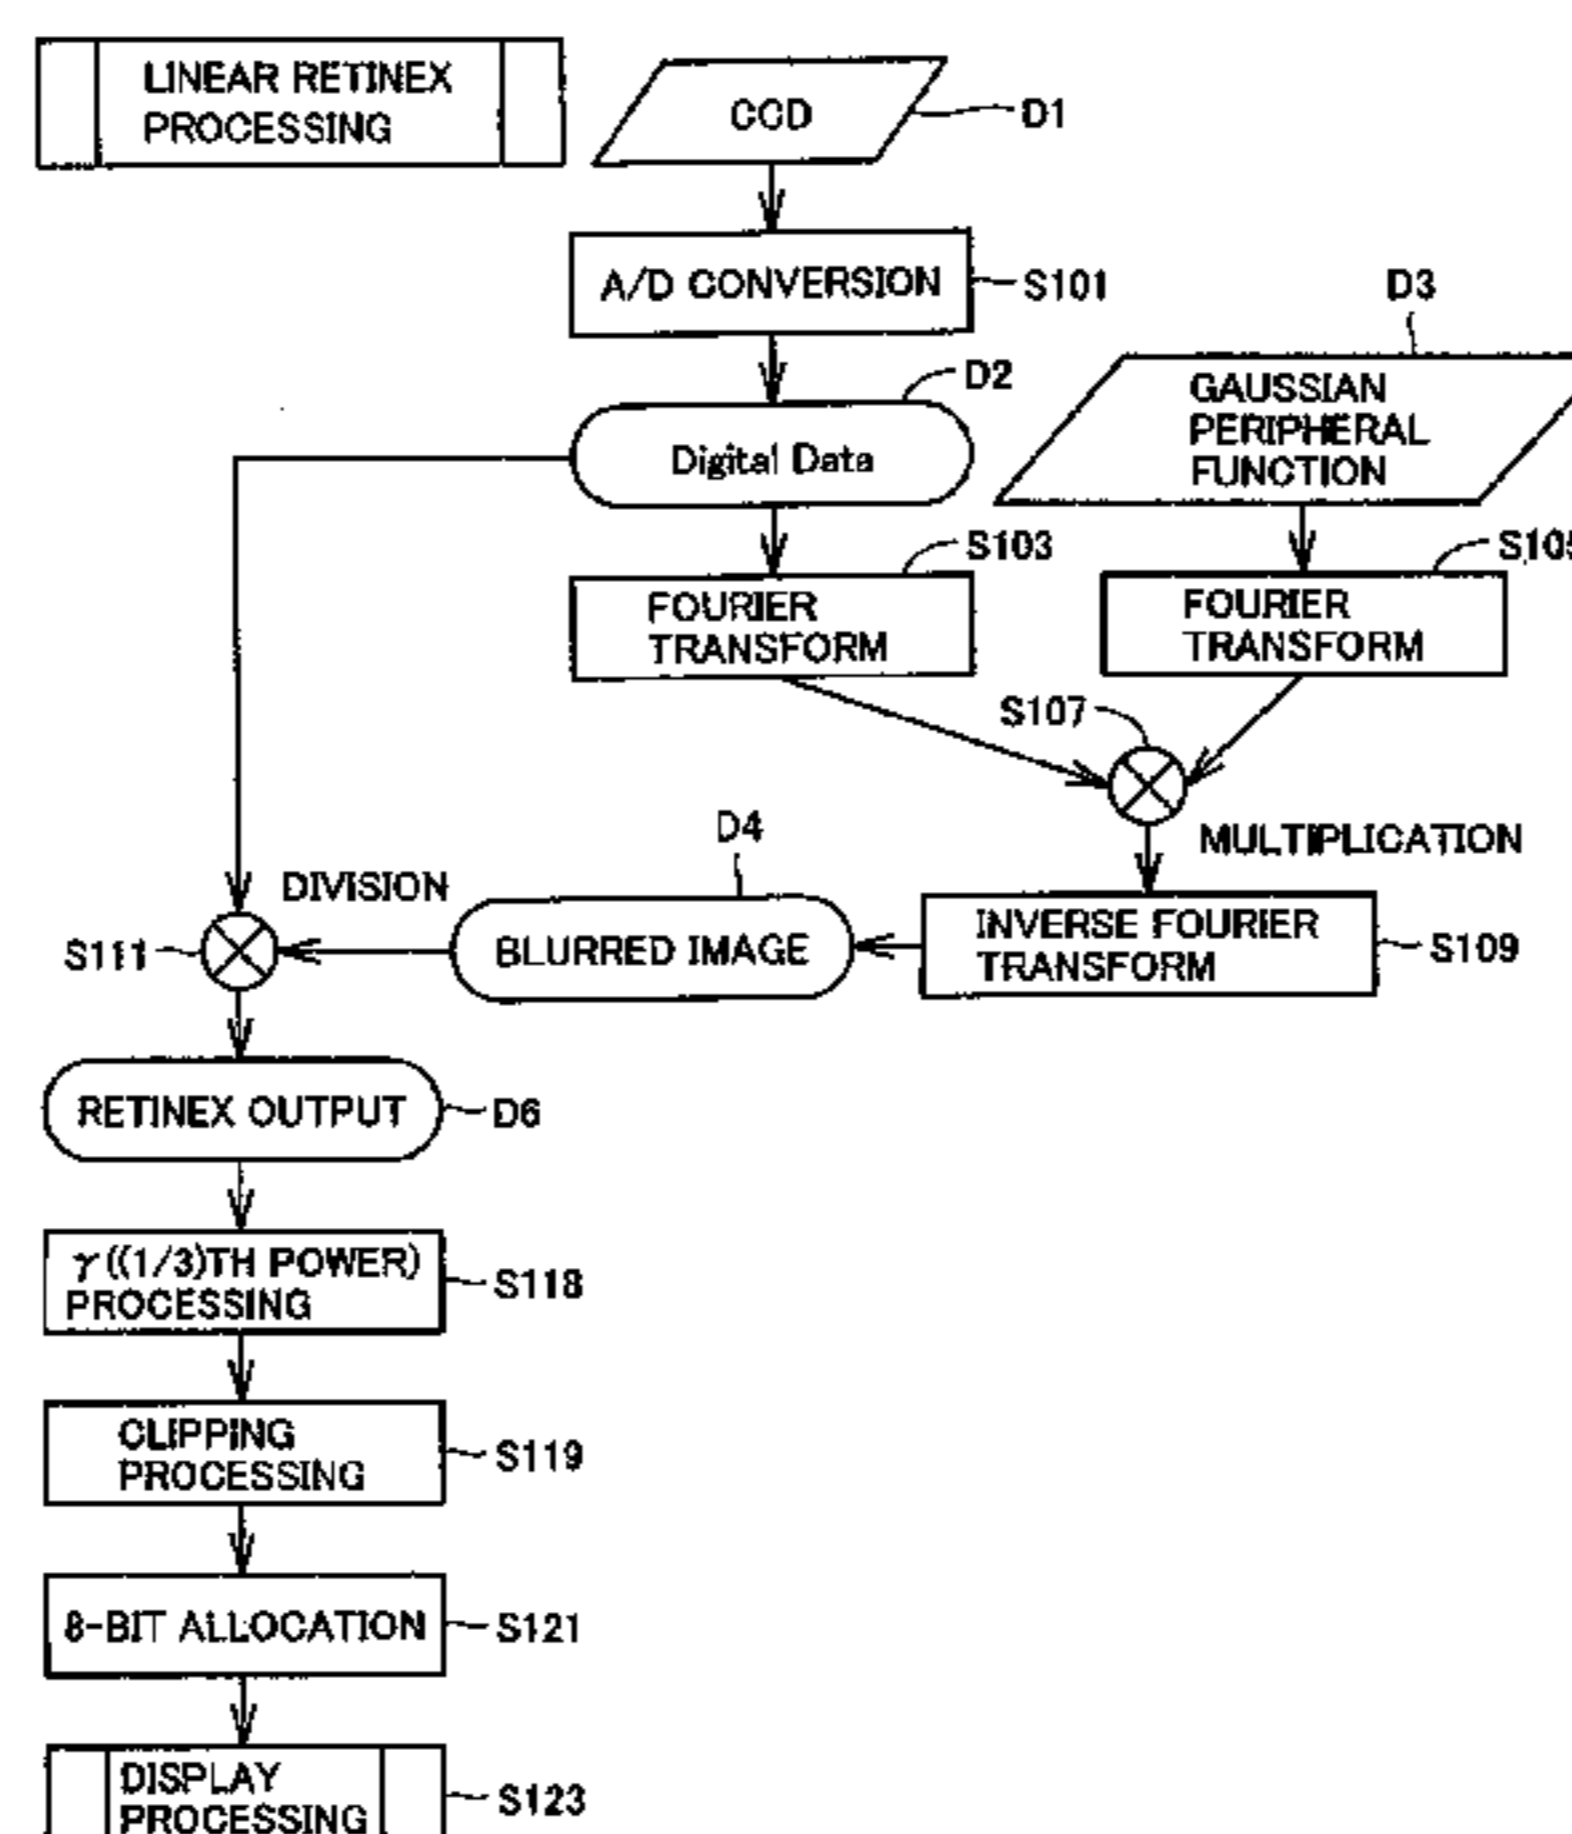 LINEAR RETINEX
PROCESSING
CCD
D1
A/D CONVERSION
S101
D3
D2
Digital Data
GAUSSIAN
PERIPHERAL
FUNCTION
S103
FOURIER
TRANSFORM
FOURIER
TRANSFORM
S107
MULTIPLICATION
D4
DIVISION
S111
BLURRED IMAGE
INVERSE FOURIER
TRANSFORM
S109
RETINEX OUTPUT
D6
γ((1/3)TH POWER)
PROCESSING
S118
CLIPPING
PROCESSING
S119
8-BIT ALLOCATION
S121
DISPLAY
PROCESSING
S123